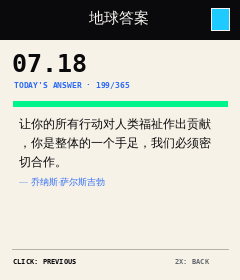 地球答案
07.18
TODAY'S ANSWER · 199/365
让你的所有行动对人类福祉作出贡献
，你是整体的一个手足，我们必须密
切合作。
— 乔纳斯·萨尔斯吉勃
CLICK: PREVIOUS
2X: BACK